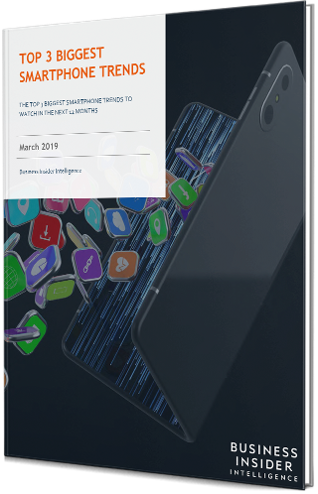 TOP 3 BIGGEST
SMARTPHONE TRENDS
THE TOP 3 BIGGEST SMARTPHONE TRENDS TO
WATCH IN THE NEXT 12 MONTHS
March 2019
Business Insider Intelligence
BUSINESS
INSIDER
INTELLIGENCE